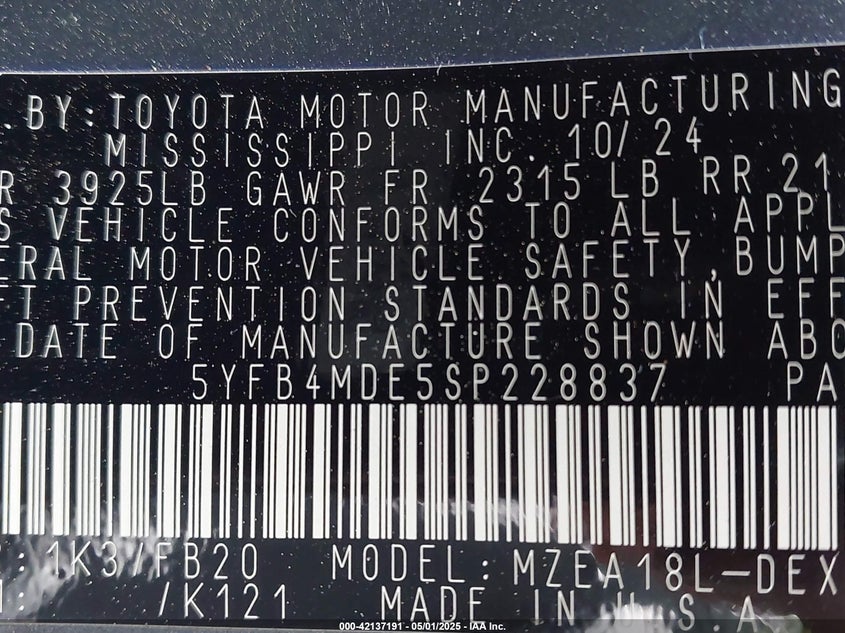 . BY: TOYOTA MOTOR MANUFACTURING
MISSISSIPPI INC. 10/24
R 3925LB GAWR FR 2315 LB RR 21
S VEHICLE CONFORMS TO ALL APPL
ERAL MOTOR VEHICLE SAFETY, BUMP
FT PREVENTION STANDARDS IN EFF
DATE OF MANUFACTURE SHOWN ABO
5YFB4MDE5SP228837 PA
: 1K3/FB20 MODEL: MZEA18L-DEX
: /K121 MADE IN U.S.A
000-42137191 - 05/01/2025 - IAA Inc.